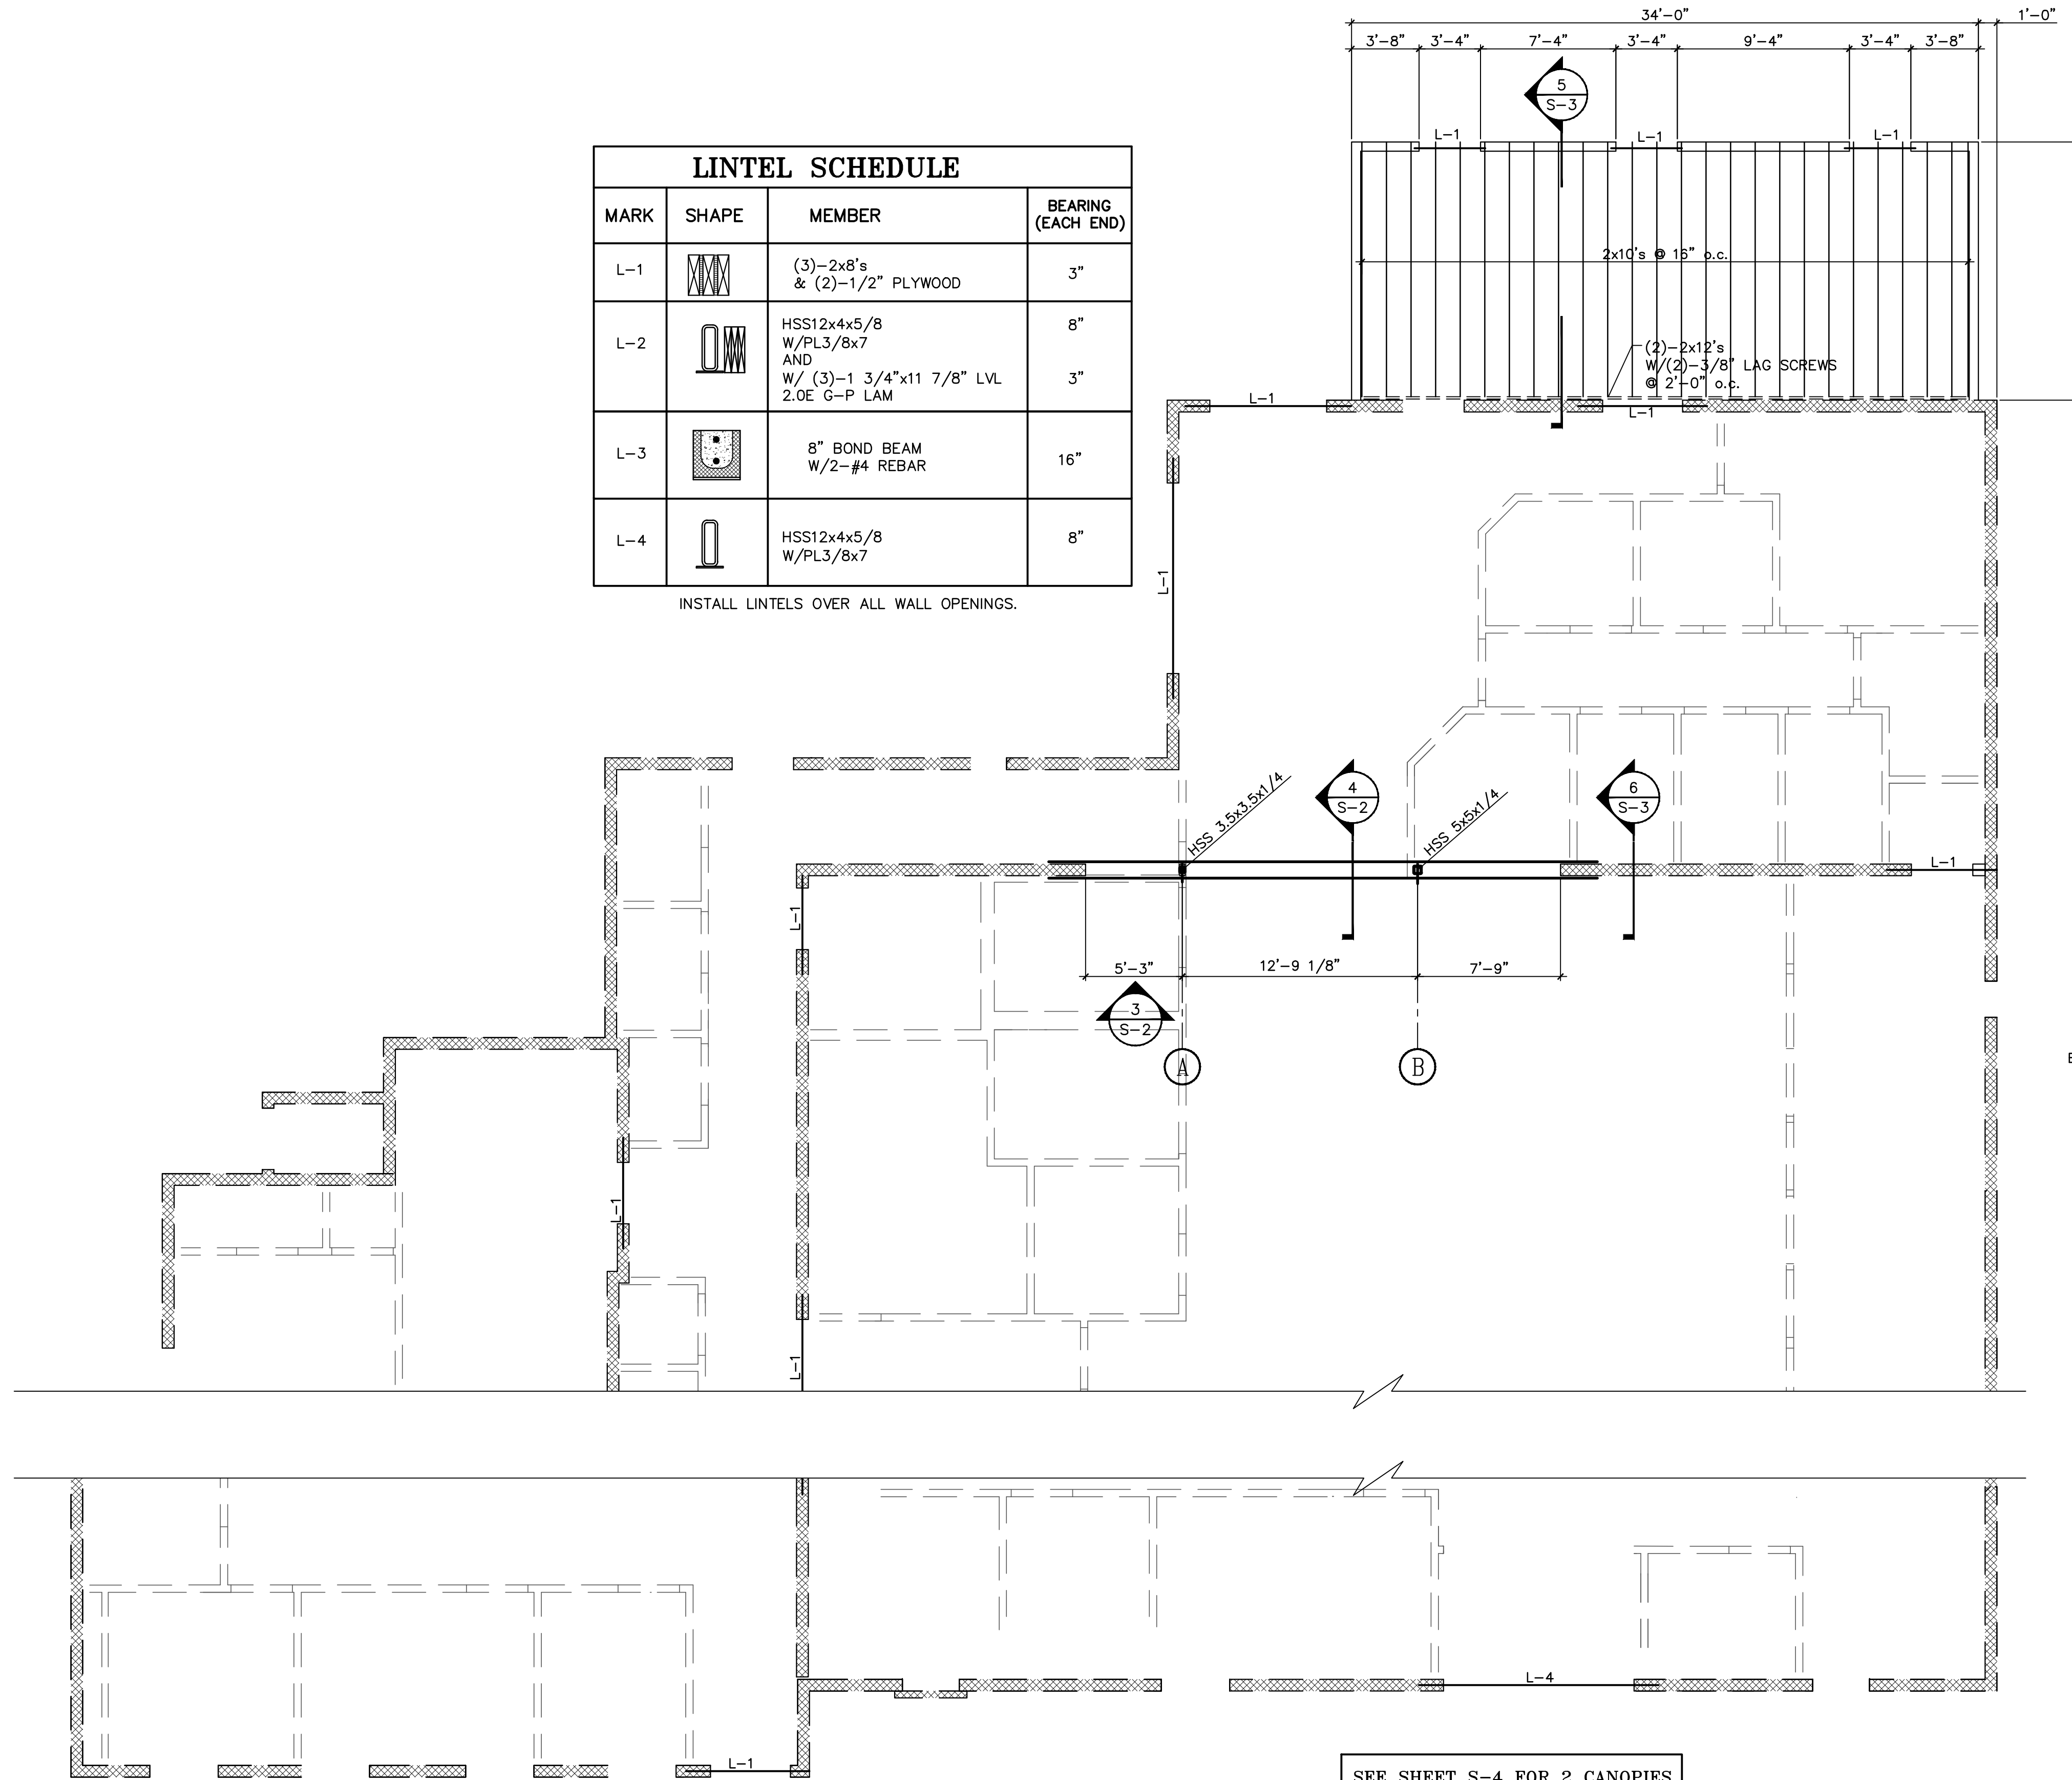 34'-0"
1'-0"
3'-8"
3'-4"
7'-4"
3'-4"
9'-4"
3'-4"
3'-8"
5
S-3
L-1
L-1
L-1
LINTEL SCHEDULE
MARK
SHAPE
MEMBER
BEARING
(EACH END)
L-1
(3)-2x8's
& (2)-1/2" PLYWOOD
3"
L-2
HSS12x4x5/8
W/PL3/8x7
AND
W/ (3)-1 3/4"x11 7/8" LVL
2.0E G-P LAM
8"
3"
L-3
8" BOND BEAM
W/2-#4 REBAR
16"
L-4
HSS12x4x5/8
W/PL3/8x7
8"
INSTALL LINTELS OVER ALL WALL OPENINGS.
2x10's @ 16" o.c.
(2)-2x12's
W/(2)-3/8" LAG SCREWS
@ 2'-0" o.c.
L-1
L-1
L-1
HSS 3.5x3.5x1/4
4
S-2
HSS 5x5x1/4
6
S-3
L-1
L-1
5'-3"
12'-9 1/8"
7'-9"
3
S-2
A
B
L-1
L-1
L-4
L-1
SEE SHEET S-4 FOR 2 CANOPIES